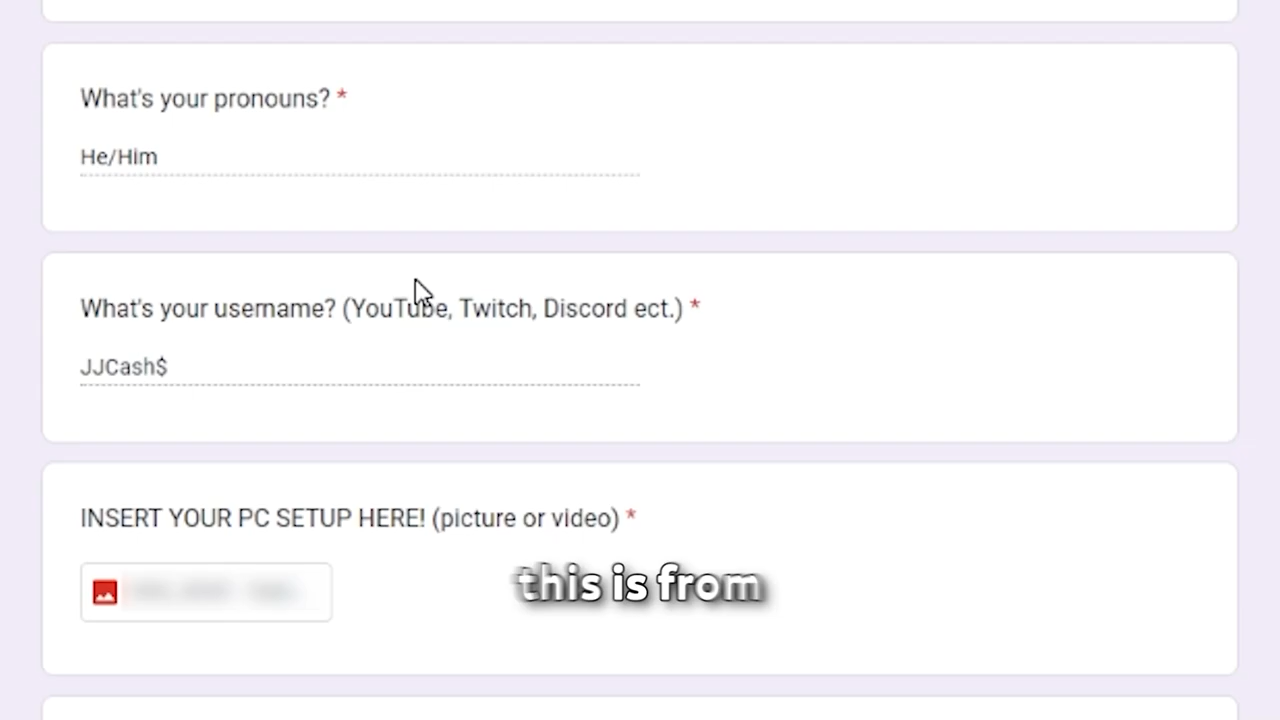 What's your pronouns? *
He/Him
What's your username? (YouTube, Twitch, Discord ect.) *
JJCash$
INSERT YOUR PC SETUP HERE! (picture or video) *
this is from